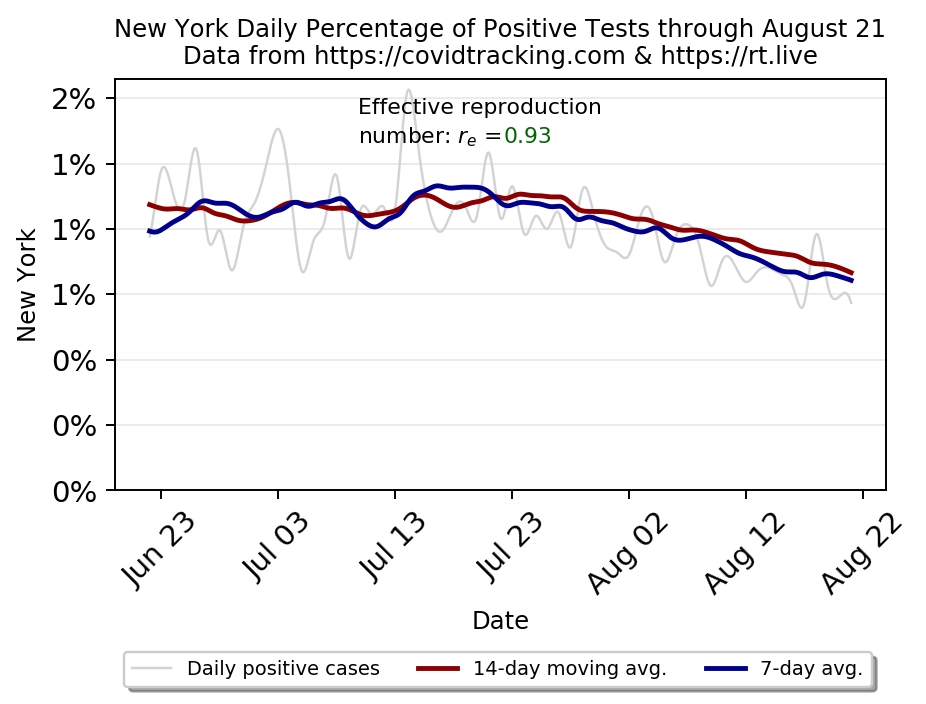 New York Daily Percentage of Positive Tests through August 21
Data from https://covidtracking.com & https://rt.live
Effective reproduction
number: rₑ =0.93
2%
1%
1%
1%
0%
0%
0%
New York
Jun 23
Jul 03
Jul 13
Jul 23
Aug 02
Aug 12
Aug 22
Date
Daily positive cases
14-day moving avg.
7-day avg.